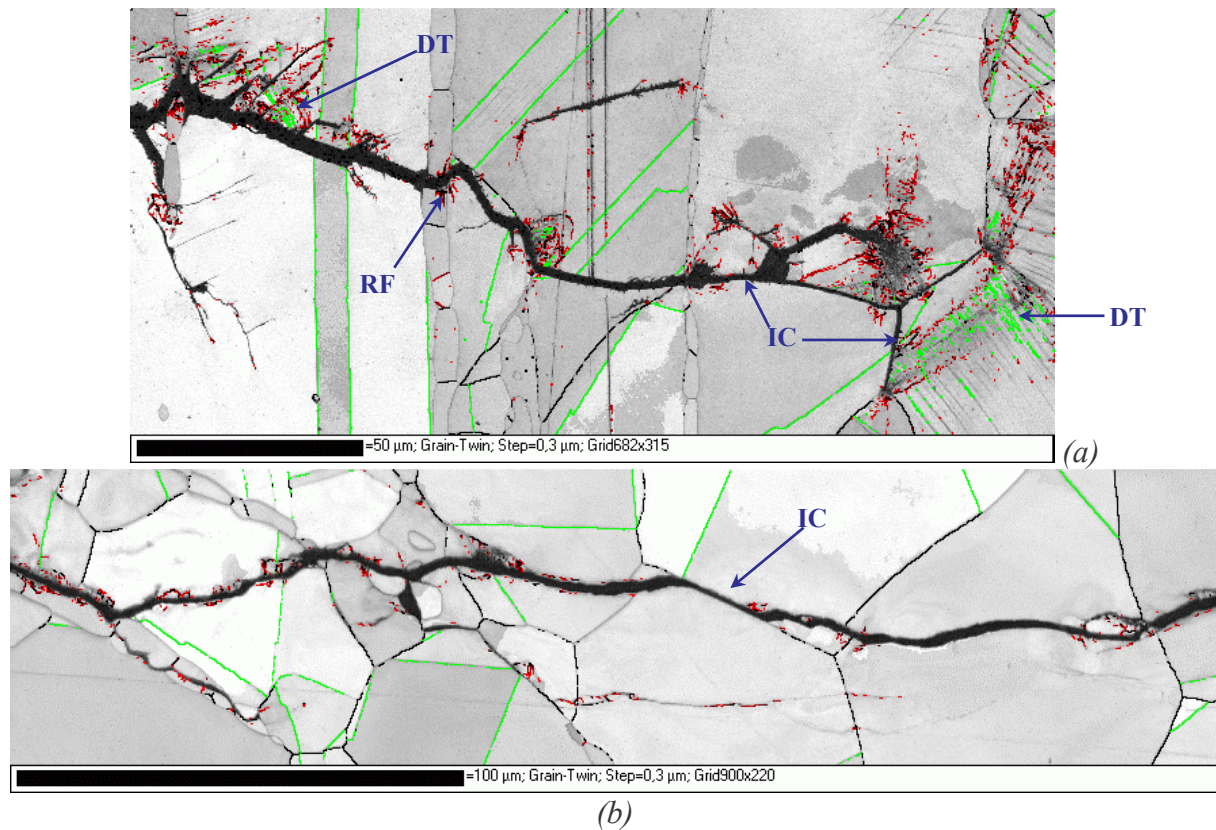 DT
RF
IC
DT
=50 µm; Grain-Twin; Step=0,3 µm; Grid682x315
(a)
IC
=100 µm; Grain-Twin; Step=0,3 µm; Grid900x220
(b)